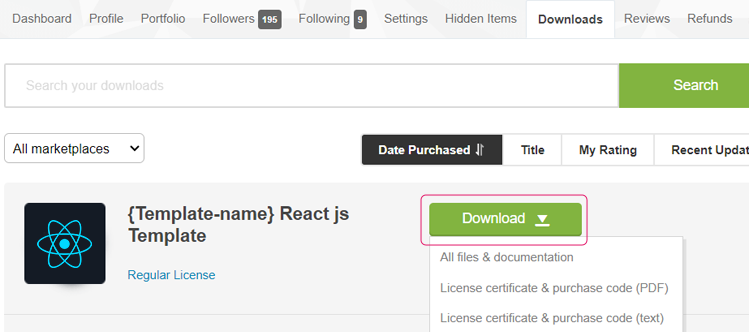 Dashboard Profile Portfolio Followers 195 Following 9 Settings Hidden Items Downloads Reviews Refunds
Search your downloads Search
All marketplaces Date Purchased Title My Rating Recent Updat
{Template-name} React js Template
Regular License
Download
All files & documentation
License certificate & purchase code (PDF)
License certificate & purchase code (text)